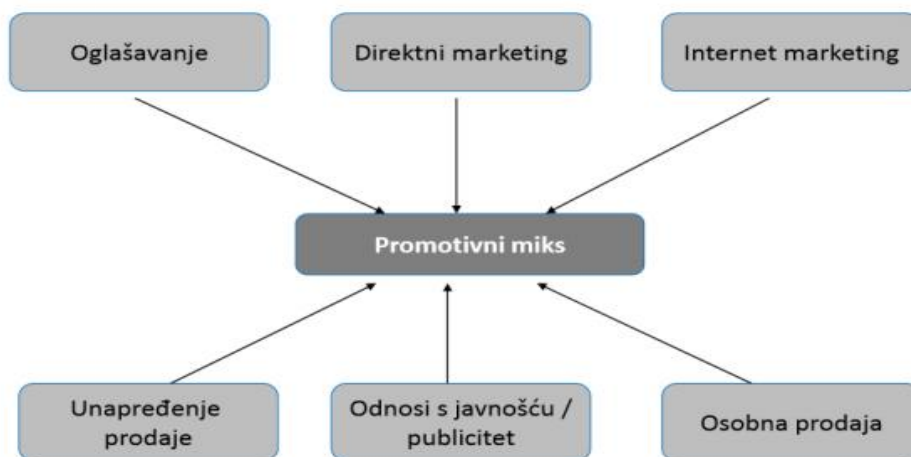 Oglašavanje
Direktni marketing
Internet marketing
Promotivni miks
Unapređenje
prodaje
Odnosi s javnošću /
publicitet
Osobna prodaja